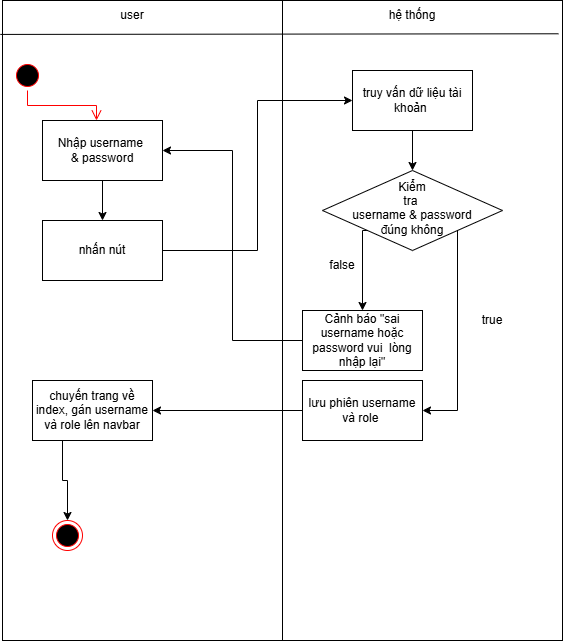 user
hệ thống
truy vấn dữ liệu tài
khoản
Nhập username
& password
Kiểm
tra
username & password
đúng không
nhấn nút
false
true
Cảnh báo "sai
username hoặc
password vui lòng
nhập lại"
chuyển trang về
index, gán username
và role lên navbar
lưu phiên username
và role